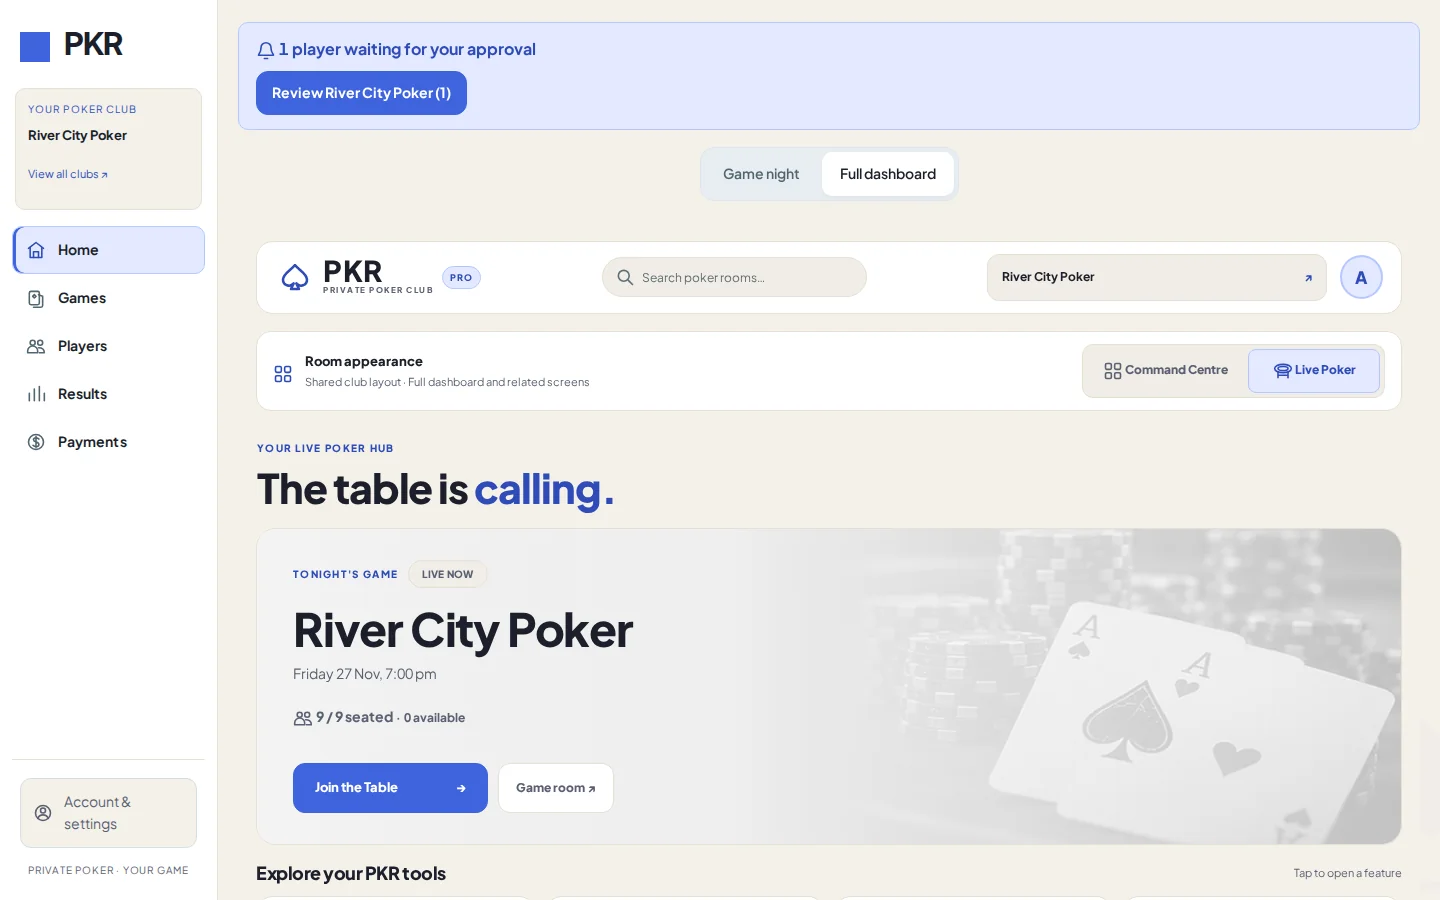 PKR
YOUR POKER CLUB
River City Poker
View all clubs ↗
Home
Games
Players
Results
Payments
Account &
settings
PRIVATE POKER · YOUR GAME
1 player waiting for your approval
Review River City Poker (1)
Game night
Full dashboard
PKR
PRIVATE POKER CLUB
PRO
Search poker rooms...
River City Poker ↗
A
Room appearance
Shared club layout · Full dashboard and related screens
Command Centre
Live Poker
YOUR LIVE POKER HUB
The table is calling.
TONIGHT'S GAME
LIVE NOW
River City Poker
Friday 27 Nov, 7:00 pm
9 / 9 seated · 0 available
Join the Table →
Game room ↗
A
A
Explore your PKR tools
Tap to open a feature